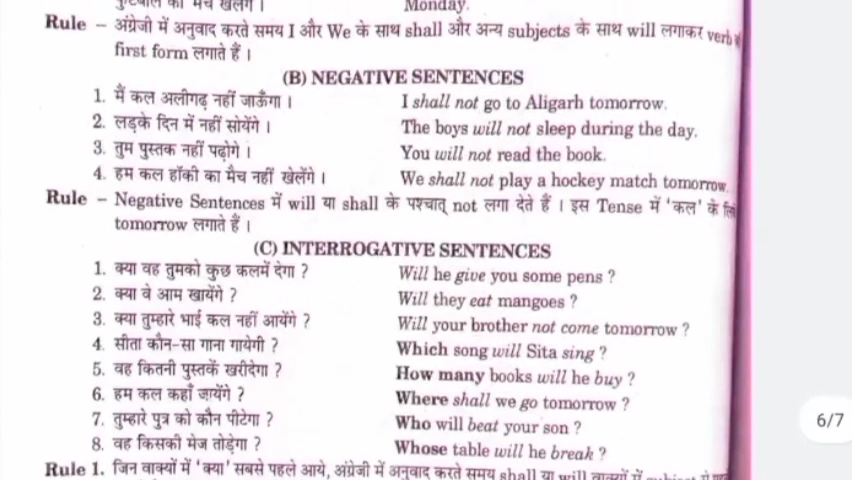 Monday.
Rule – अंग्रेजी में अनुवाद करते समय I और We के साथ shall और अन्य subjects के साथ will लगाकर verb
first form लगाते हैं ।
(B) NEGATIVE SENTENCES
1. मैं कल अलीगढ़ नहीं जाऊँगा । I shall not go to Aligarh tomorrow.
2. लड़के दिन में नहीं सोयेंगे । The boys will not sleep during the day.
3. तुम पुस्तक नहीं पढ़ोगे । You will not read the book.
4. हम कल हॉकी का मैच नहीं खेलेंगे । We shall not play a hockey match tomorrow.
Rule – Negative Sentences में will या shall के पश्चात् not लगा देते हैं । इस Tense में 'कल' के
tomorrow लगाते हैं ।
(C) INTERROGATIVE SENTENCES
1. क्या वह तुमको कुछ कलमें देगा ? Will he give you some pens ?
2. क्या वे आम खायेंगे ? Will they eat mangoes ?
3. क्या तुम्हारे भाई कल नहीं आयेंगे ? Will your brother not come tomorrow ?
4. सीता कौन-सा गाना गायेगी ? Which song will Sita sing ?
5. वह कितनी पुस्तकें खरीदेगा ? How many books will he buy ?
6. हम कल कहाँ जायेंगे ? Where shall we go tomorrow ?
7. तुम्हारे पुत्र को कौन पीटेगा ? Who will beat your son ?
8. वह किसकी मेज तोड़ेगा ? Whose table will he break ?
Rule 1. जिन वाक्यों में 'क्या' सबसे पहले आये, अंग्रेजी में अनुवाद करते समय shall या will वाक्यों में subject से
6/7